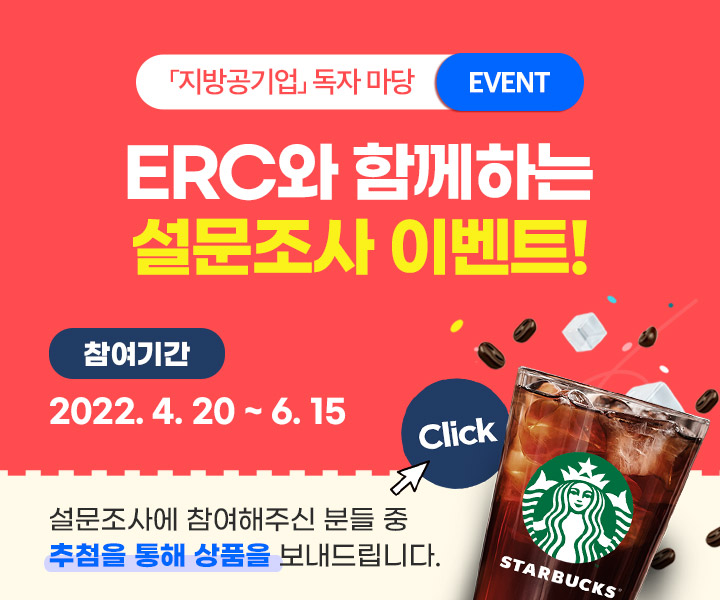 「지방공기업」 독자 마당 EVENT
ERC와 함께하는
설문조사 이벤트!
참여기간
2022. 4. 20 ~ 6. 15
Click
설문조사에 참여해주신 분들 중
추첨을 통해 상품을 보내드립니다.
STARBUCKS®